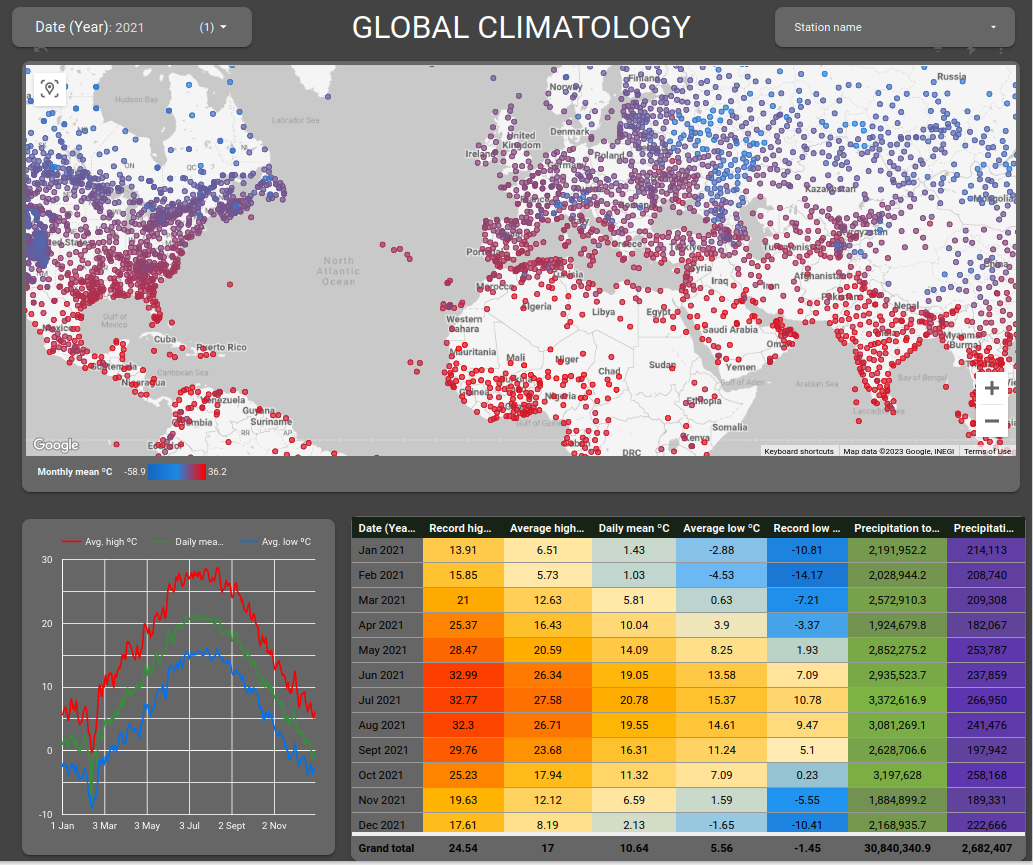 Date (Year): 2021 (1)
GLOBAL CLIMATOLOGY
Station name
Russia
Finland
Norway
Hudson Bay
Labrador Sea
United
Kingdom
Denmark
Ireland
Poland
ON
QC
NL
Kazakhstan
Mongolia
North
Atlantic
Ocean
Greece
Türkiye
Tunisia
Syria
Iraq
Iran
Afghanistan
Pakistan
Nepal
Morocco
Algeria
Libya
Egypt
Western
Sahara
Saudi Arabia
Gulf of
Mexico
Mexico
Cuba
Puerto Rico
Myanmar
(Burma)
Mauritania
Mali
Niger
Chad
Sudan
Yemen
Guatemala
Caribbean Sea
Nicaragua
Gulf of Aden
Arabian Sea
Bay of Bengal
Guinea
Nigeria
Ethiopia
Venezuela
Guyana
Suriname
Colombia
Laccadive Sea
Somalia
RR
AP
Kenya
DRC
Google
Keyboard shortcuts
Map data ©2023 Google, INEGI
Terms of Use
Monthly mean ºC -58.9 36.2
Avg. high ºC Daily mea... Avg. low ºC
30
20
10
0
-10
1 Jan 3 Mar 3 May 3 Jul 2 Sept 2 Nov
Date (Yea... Record hig... Average high... Daily mean ºC Average low ºC Record low ... Precipitation to... Precipitati...
Jan 2021 13.91 6.51 1.43 -2.88 -10.81 2,191,952.2 214,113
Feb 2021 15.85 5.73 1.03 -4.53 -14.17 2,028,944.2 208,740
Mar 2021 21 12.63 5.81 0.63 -7.21 2,572,910.3 209,308
Apr 2021 25.37 16.43 10.04 3.9 -3.37 1,924,679.8 182,067
May 2021 28.47 20.59 14.09 8.25 1.93 2,852,275.2 253,787
Jun 2021 32.99 26.34 19.05 13.58 7.09 2,935,523.7 237,859
Jul 2021 32.77 27.58 20.78 15.37 10.78 3,372,616.9 266,950
Aug 2021 32.3 26.71 19.55 14.61 9.47 3,081,269.1 241,476
Sept 2021 29.76 23.68 16.31 11.24 5.1 2,628,706.6 197,942
Oct 2021 25.23 17.94 11.32 7.09 0.23 3,197,628 258,168
Nov 2021 19.63 12.12 6.59 1.59 -5.55 1,884,899.2 189,331
Dec 2021 17.61 8.19 2.13 -1.65 -10.41 2,168,935.7 222,666
Grand total 24.54 17 10.64 5.56 -1.45 30,840,340.9 2,682,407